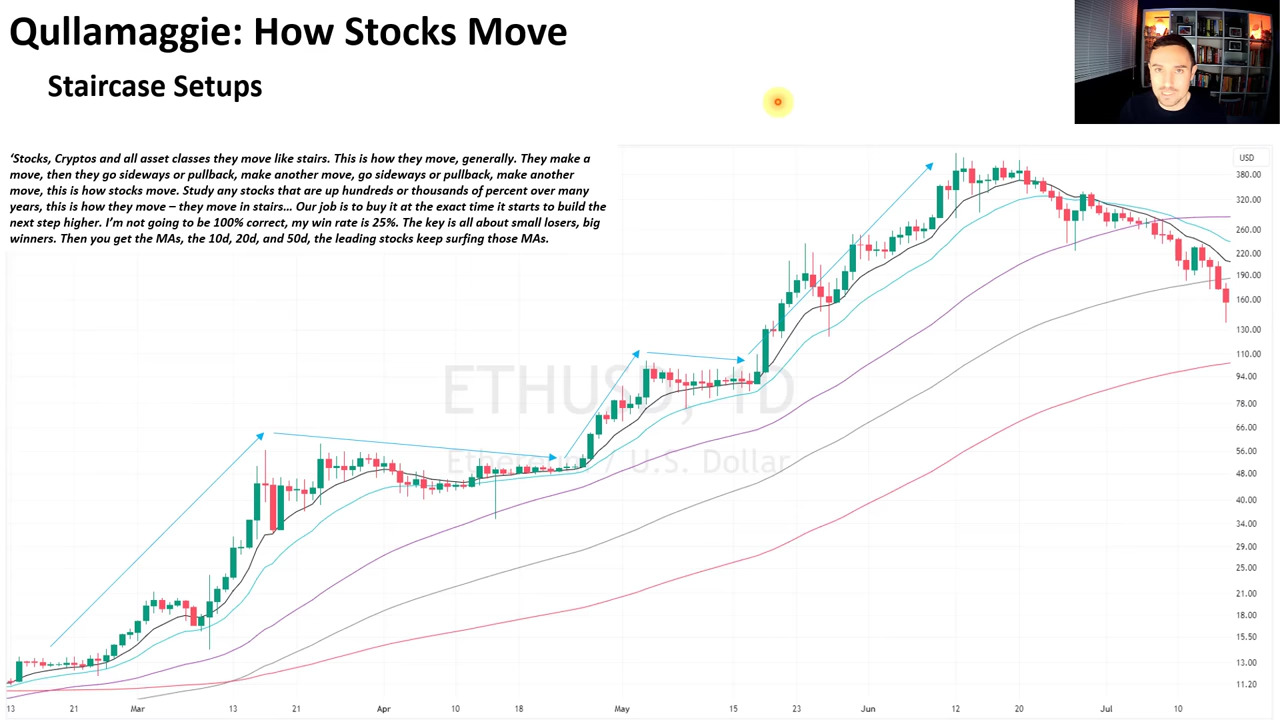 Qullamaggie: How Stocks Move
Staircase Setups
‘Stocks, Cryptos and all asset classes they move like stairs. This is how they move, generally. They make a
move, then they go sideways or pullback, make another move, go sideways or pullback, make another
move, this is how stocks move. Study any stocks that are up hundreds or thousands of percent over many
years, this is how they move – they move in stairs... Our job is to buy it at the exact time it starts to build the
next step higher. I’m not going to be 100% correct, my win rate is 25%. The key is all about small losers, big
winners. Then you get the MAs, the 10d, 20d, and 50d, the leading stocks keep surfing those MAs.
USD
380.00
320.00
260.00
220.00
190.00
160.00
130.00
110.00
94.00
78.00
66.00
56.00
48.00
40.00
34.00
29.00
25.00
21.00
18.00
15.50
13.00
11.20
ETHUSD, 1D
Ethereum / U.S. Dollar
13 21 Mar 13 21 Apr 10 18 May 15 23 Jun 12 20 Jul 10